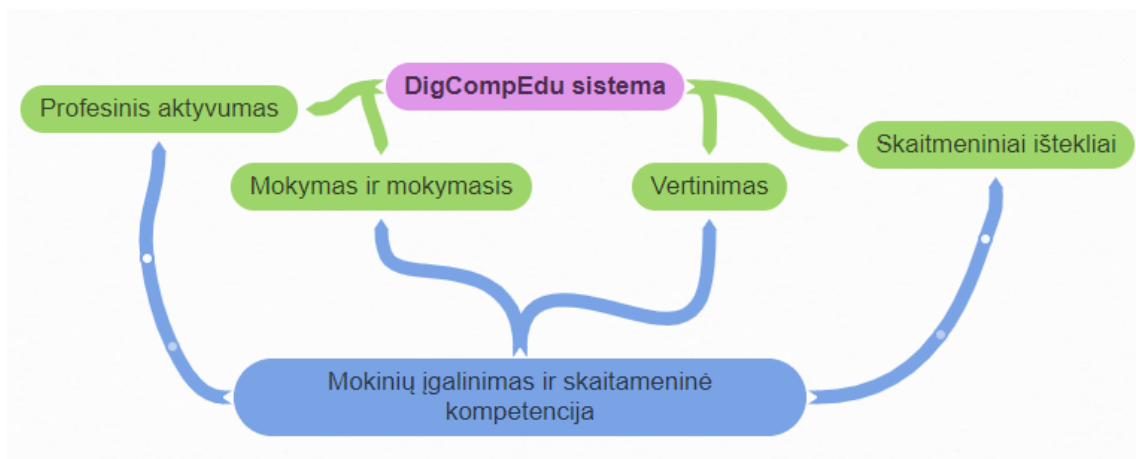 DigCompEdu sistema
Profesinis aktyvumas
Skaitmeniniai ištekliai
Mokymas ir mokymasis
Vertinimas
Mokinių įgalinimas ir skaitameninė
kompetencija